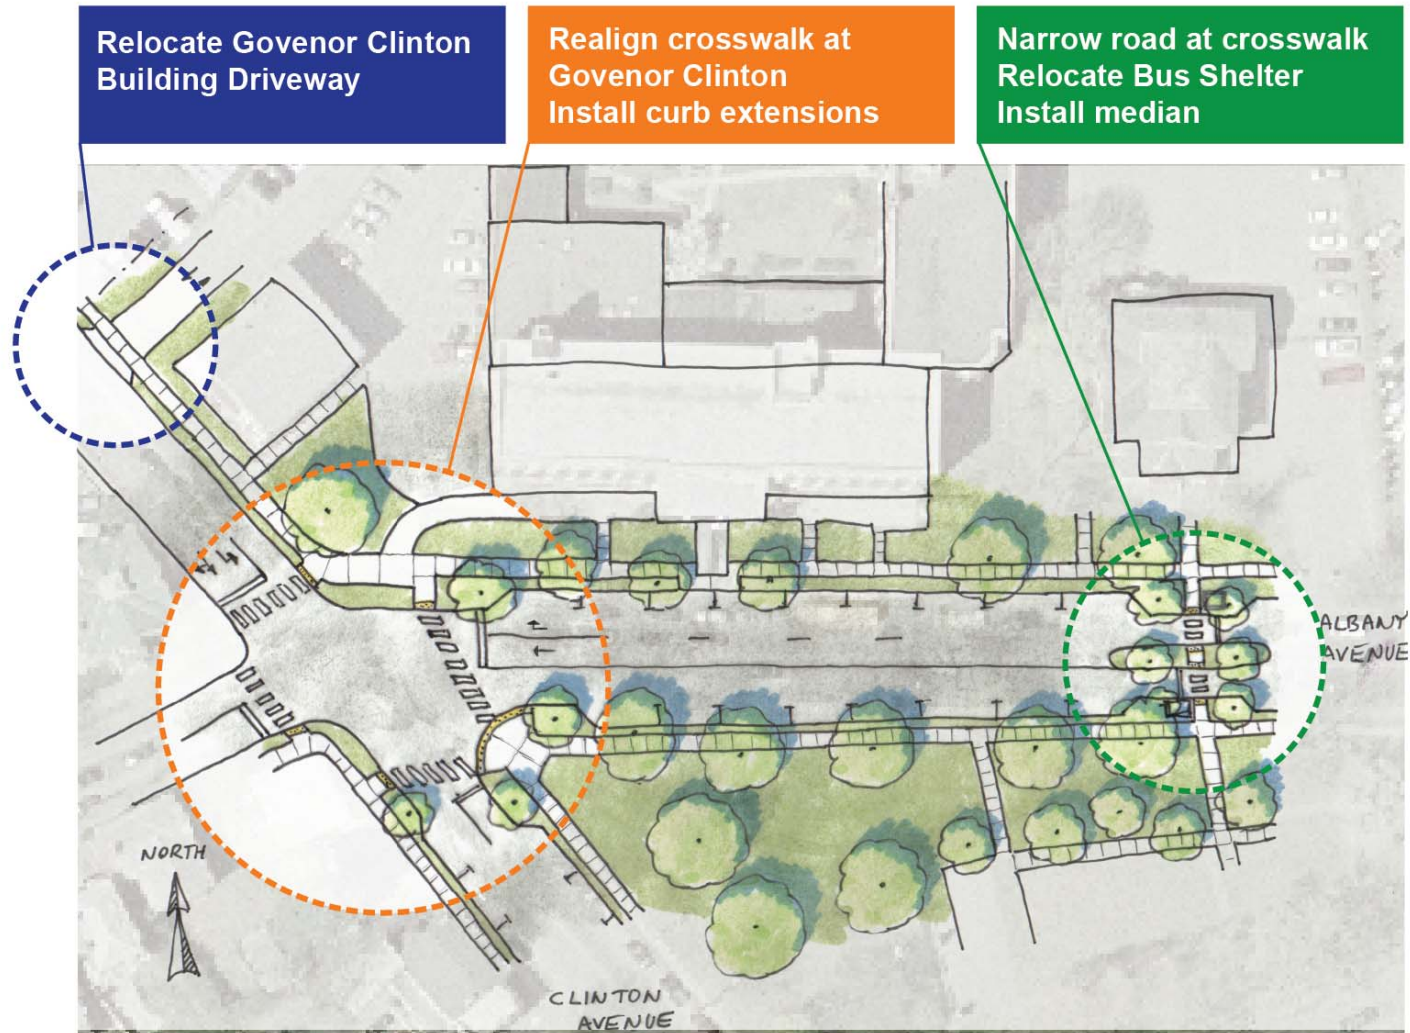 Relocate Govenor Clinton
Building Driveway
Realign crosswalk at
Govenor Clinton
Install curb extensions
Narrow road at crosswalk
Relocate Bus Shelter
Install median
ALBANY
AVENUE
NORTH
CLINTON
AVENUE